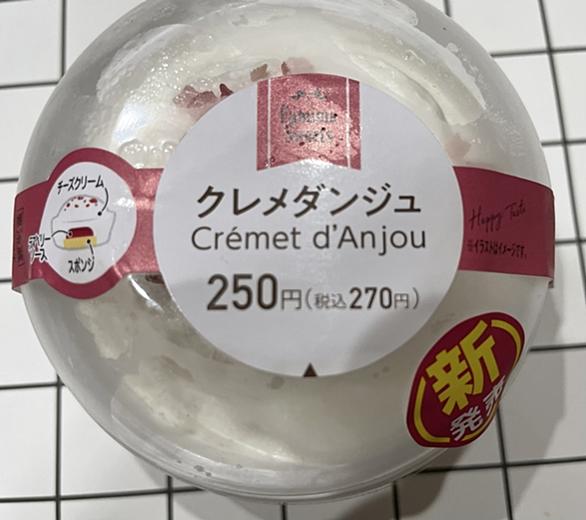 クレメダンジュ
Crémet d'Anjou
250円(税込270円)
チーズクリーム
ソース
スポンジ
Happy Taste
※イラストはイメージです。
新
発売